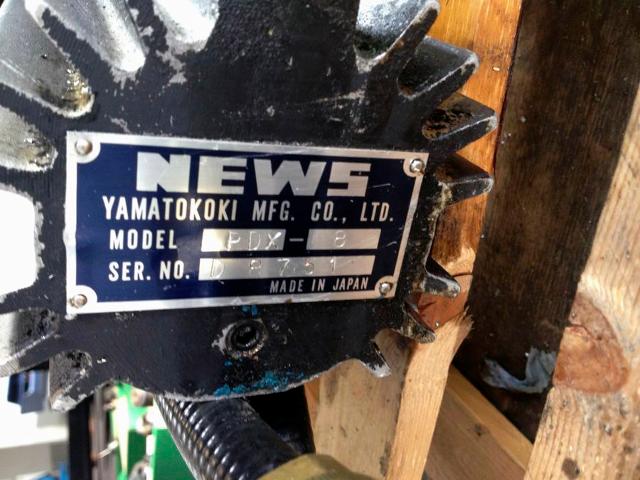 NEWS
YAMATOKOKI MFG. CO., LTD.
MODEL PDX - 8
SER. NO.
MADE IN JAPAN